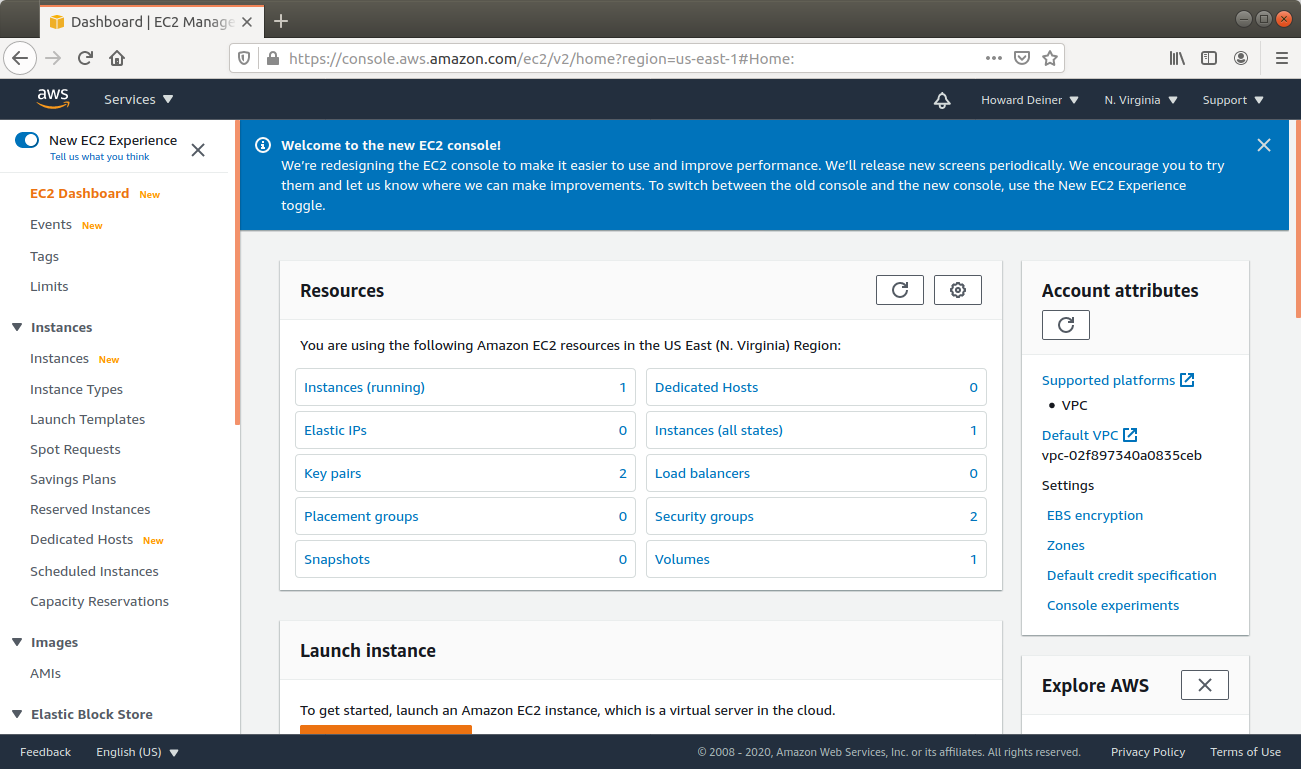 Dashboard | EC2 Manage
https://console.aws.amazon.com/ec2/v2/home?region=us-east-1#Home:
aws
Services
Howard Deiner
N. Virginia
Support
New EC2 Experience
Tell us what you think
EC2 Dashboard New
Events New
Tags
Limits
Instances
Instances New
Instance Types
Launch Templates
Spot Requests
Savings Plans
Reserved Instances
Dedicated Hosts New
Scheduled Instances
Capacity Reservations
Images
AMIs
Elastic Block Store
Welcome to the new EC2 console!
We're redesigning the EC2 console to make it easier to use and improve performance. We'll release new screens periodically. We encourage you to try
them and let us know where we can make improvements. To switch between the old console and the new console, use the New EC2 Experience
toggle.
Resources
You are using the following Amazon EC2 resources in the US East (N. Virginia) Region:
Instances (running) 1
Dedicated Hosts 0
Elastic IPs 0
Instances (all states) 1
Key pairs 2
Load balancers 0
Placement groups 0
Security groups 2
Snapshots 0
Volumes 1
Launch instance
To get started, launch an Amazon EC2 instance, which is a virtual server in the cloud.
Account attributes
Supported platforms
• VPC
Default VPC
vpc-02f897340a0835ceb
Settings
EBS encryption
Zones
Default credit specification
Console experiments
Explore AWS
Feedback
English (US)
© 2008 - 2020, Amazon Web Services, Inc. or its affiliates. All rights reserved.
Privacy Policy
Terms of Use